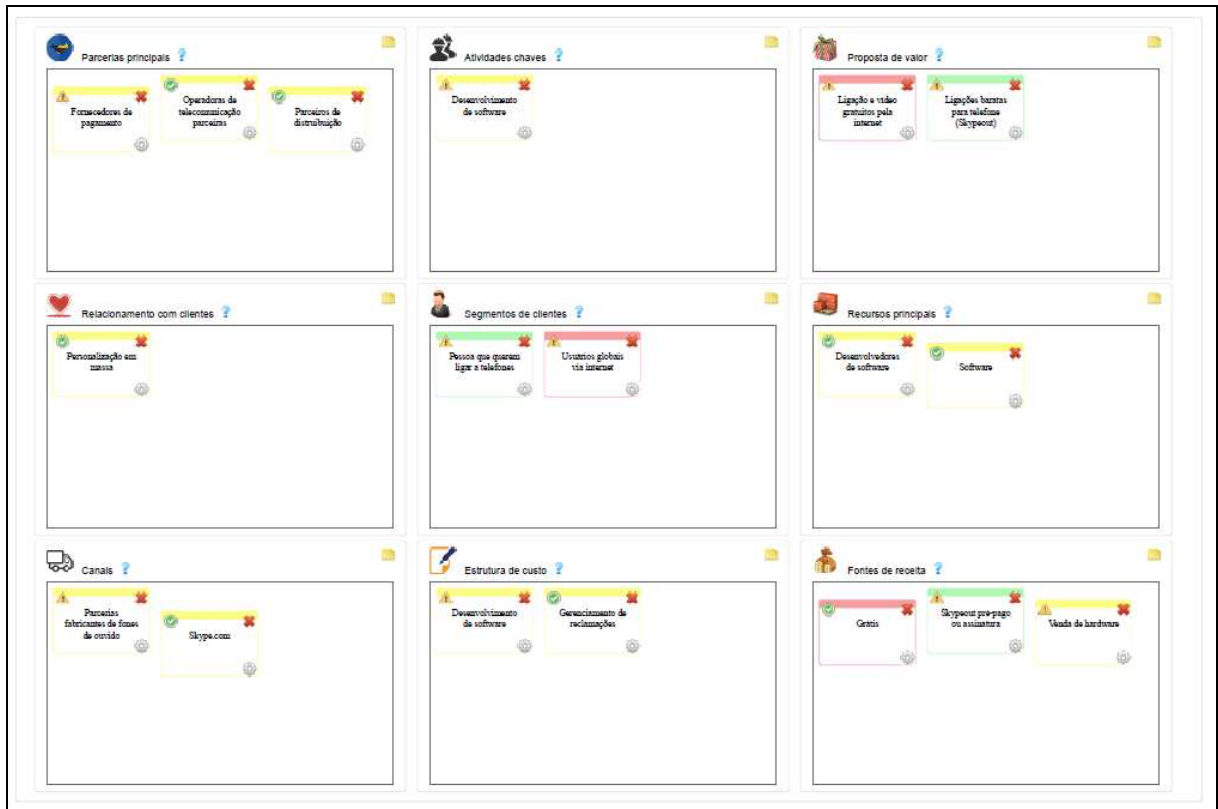 Parcerias principais ?
Fornecedores de
pagamento
Operadoras de
telecomunicação
parceiras
Parceiros de
distruibuição
Atividades chaves ?
Desenvolvimento
de software
Proposta de valor ?
Ligação e video
gratuitos pela
internet
Ligações baratas
para telefone
(Skypeout)
Relacionamento com clientes ?
Personalização em
massa
Segmentos de clientes ?
Pessoa que querem
ligar a telefones
Usuários globais
via internet
Recursos principais ?
Desenvolvedores
de software
Software
Canais ?
Parcerias
fabricantes de fones
de ouvido
Skype.com
Estrutura de custo ?
Desenvolvimento
de software
Gerenciamento de
reclamações
Fontes de receita ?
Grátis
Skypeout pré-pago
ou assinatura
Venda de hardware